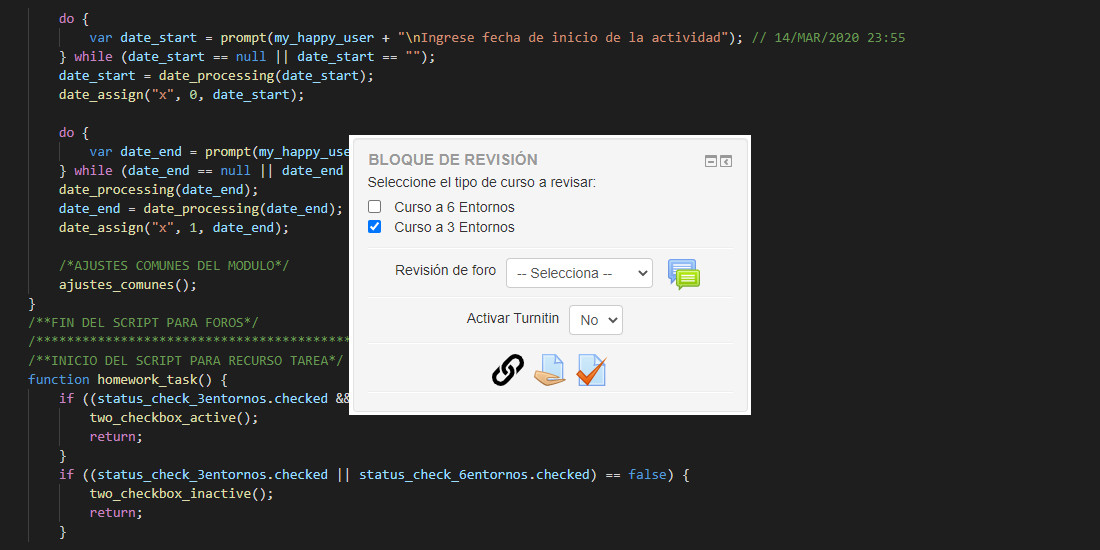 do {
var date_start = prompt(my_happy_user + "\nIngrese fecha de inicio de la actividad"); // 14/MAR/2020 23:55
} while (date_start == null || date_start == "");
date_start = date_processing(date_start);
date_assign("x", 0, date_start);
do {
var date_end = prompt(my_happy_use
} while (date_end == null || date_end
date_processing(date_end);
date_end = date_processing(date_end);
date_assign("x", 1, date_end);
/*AJUSTES COMUNES DEL MODULO*/
ajustes_comunes();
}
/**FIN DEL SCRIPT PARA FOROS*/
/*****************************************
/**INICIO DEL SCRIPT PARA RECURSO TAREA*/
function homework_task() {
if ((status_check_3entornos.checked &&
two_checkbox_active();
return;
}
if ((status_check_3entornos.checked || status_check_6entornos.checked) == false) {
two_checkbox_inactive();
return;
}
BLOQUE DE REVISIÓN
Seleccione el tipo de curso a revisar:
Curso a 6 Entornos
Curso a 3 Entornos
Revisión de foro -- Selecciona --
Activar Turnitin No